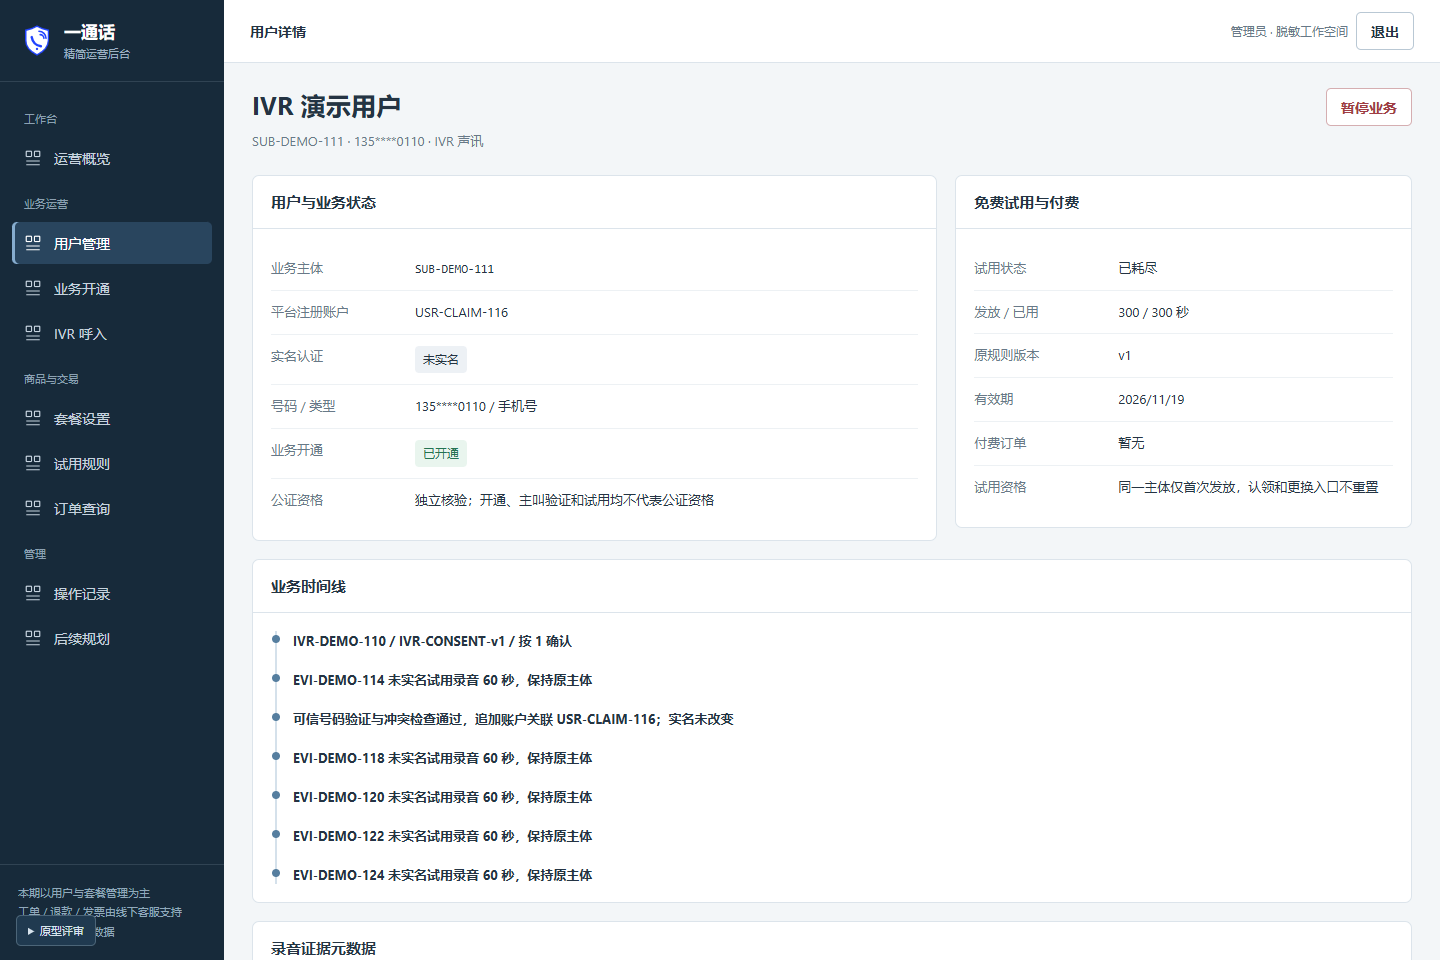 一通话
精简运营后台
工作台
运营概览
业务运营
用户管理
业务开通
IVR 呼入
商品与交易
套餐设置
试用规则
订单查询
管理
操作记录
后续规划
本期以用户与套餐管理为主
工单 / 退款 / 发票由线下客服支持
数据
原型评审
用户详情
管理员 · 脱敏工作空间
退出
IVR 演示用户
SUB-DEMO-111 · 135****0110 · IVR 声讯
暂停业务
用户与业务状态
业务主体 SUB-DEMO-111
平台注册账户 USR-CLAIM-116
实名认证 未实名
号码 / 类型 135****0110 / 手机号
业务开通 已开通
公证资格 独立核验；开通、主叫验证和试用均不代表公证资格
免费试用与付费
试用状态 已耗尽
发放 / 已用 300 / 300 秒
原规则版本 v1
有效期 2026/11/19
付费订单 暂无
试用资格 同一主体仅首次发放，认领和更换入口不重置
业务时间线
IVR-DEMO-110 / IVR-CONSENT-v1 / 按 1 确认
EVI-DEMO-114 未实名试用录音 60 秒，保持原主体
可信号码验证与冲突检查通过，追加账户关联 USR-CLAIM-116；实名未改变
EVI-DEMO-118 未实名试用录音 60 秒，保持原主体
EVI-DEMO-120 未实名试用录音 60 秒，保持原主体
EVI-DEMO-122 未实名试用录音 60 秒，保持原主体
EVI-DEMO-124 未实名试用录音 60 秒，保持原主体
录音证据元数据